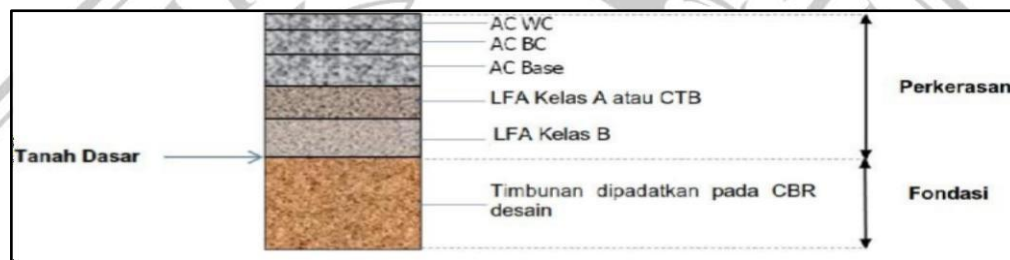 AC WC
AC BC
AC Base
LFA Kelas A atau CTB
LFA Kelas B
Perkerasan
Tanah Dasar
Timbunan dipadatkan pada CBR
desain
Fondasi